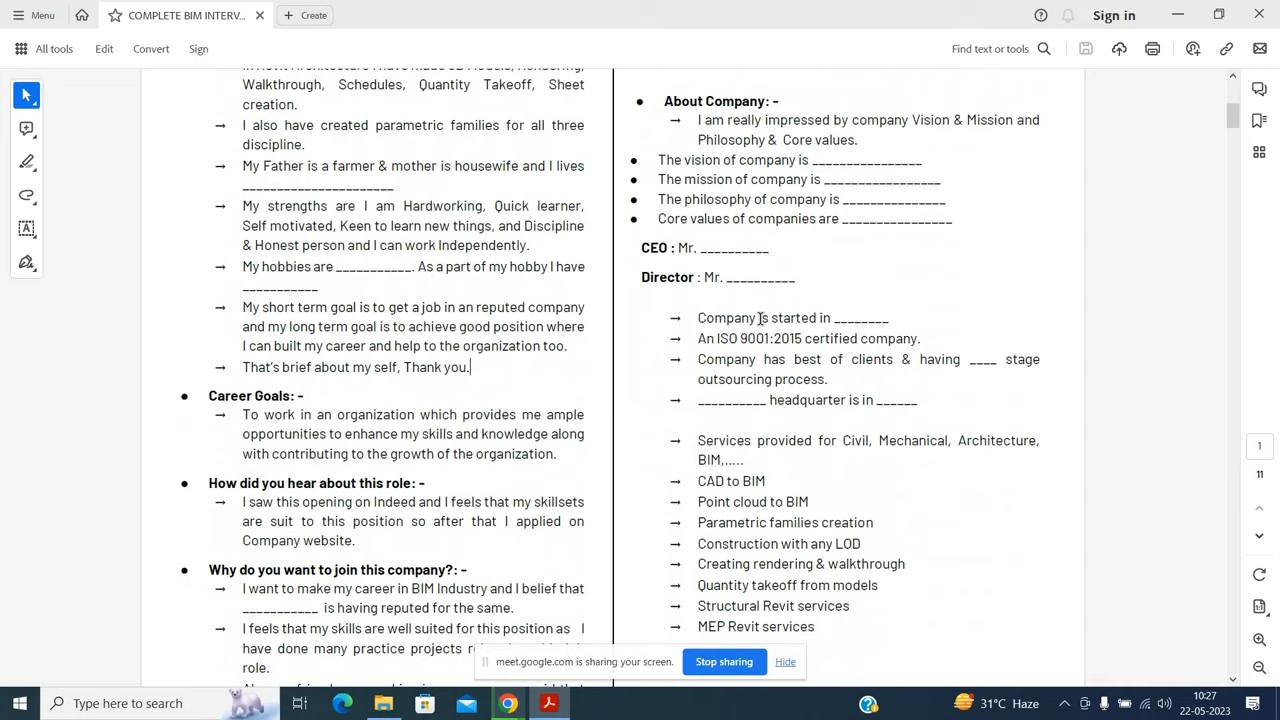 Menu
COMPLETE BIM INTERV...
Create
Sign in
All tools
Edit
Convert
Sign
Find text or tools
Walkthrough, Schedules, Quantity Takeoff, Sheet
creation.
→ I also have created parametric families for all three
discipline.
→ My Father is a farmer & mother is housewife and I lives
______________________
→ My strengths are I am Hardworking, Quick learner,
Self motivated, Keen to learn new things, and Discipline
& Honest person and I can work Independently.
→ My hobbies are ___________. As a part of my hobby I have
___________
→ My short term goal is to get a job in an reputed company
and my long term goal is to achieve good position where
I can built my career and help to the organization too.
→ That's brief about my self, Thank you.
● Career Goals: -
→ To work in an organization which provides me ample
opportunities to enhance my skills and knowledge along
with contributing to the growth of the organization.
● How did you hear about this role: -
→ I saw this opening on Indeed and I feels that my skillsets
are suit to this position so after that I applied on
Company website.
● Why do you want to join this company?: -
→ I want to make my career in BIM Industry and I belief that
___________ is having reputed for the same.
→ I feels that my skills are well suited for this position as I
have done many practice projects
role.
● About Company: -
→ I am really impressed by company Vision & Mission and
Philosophy & Core values.
● The vision of company is ________________
● The mission of company is _________________
● The philosophy of company is _______________
● Core values of companies are ________________
CEO : Mr. __________
Director : Mr. __________
→ Company is started in ________
→ An ISO 9001:2015 certified company.
→ Company has best of clients & having ____ stage
outsourcing process.
→ __________ headquarter is in ______
→ Services provided for Civil, Mechanical, Architecture,
BIM,.....
→ CAD to BIM
→ Point cloud to BIM
→ Parametric families creation
→ Construction with any LOD
→ Creating rendering & walkthrough
→ Quantity takeoff from models
→ Structural Revit services
→ MEP Revit services
1
11
meet.google.com is sharing your screen.
Stop sharing
Hide
Type here to search
31°C Haze
ENG
10:27
22-05-2023